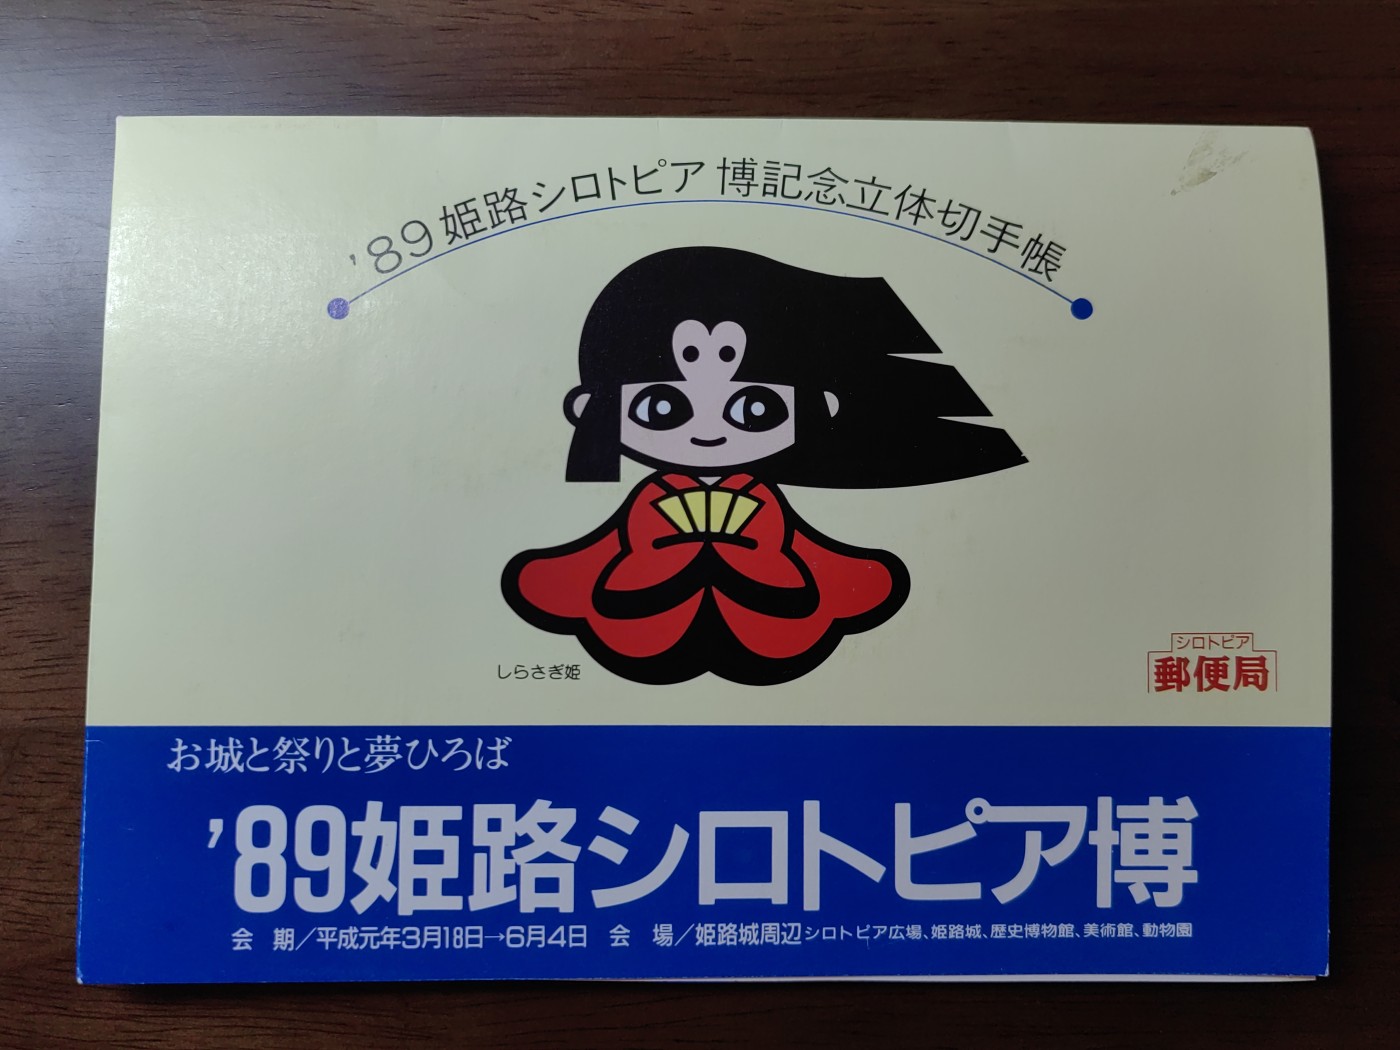 '89姫路シロトピア博記念立体切手帳
しらさぎ姫
シロトピア
郵便局
お城と祭りと夢ひろば
'89姫路シロトピア博
会 期／平成元年3月18日→6月4日 会 場／姫路城周辺シロトピア広場、姫路城、歴史博物館、美術館、動物園